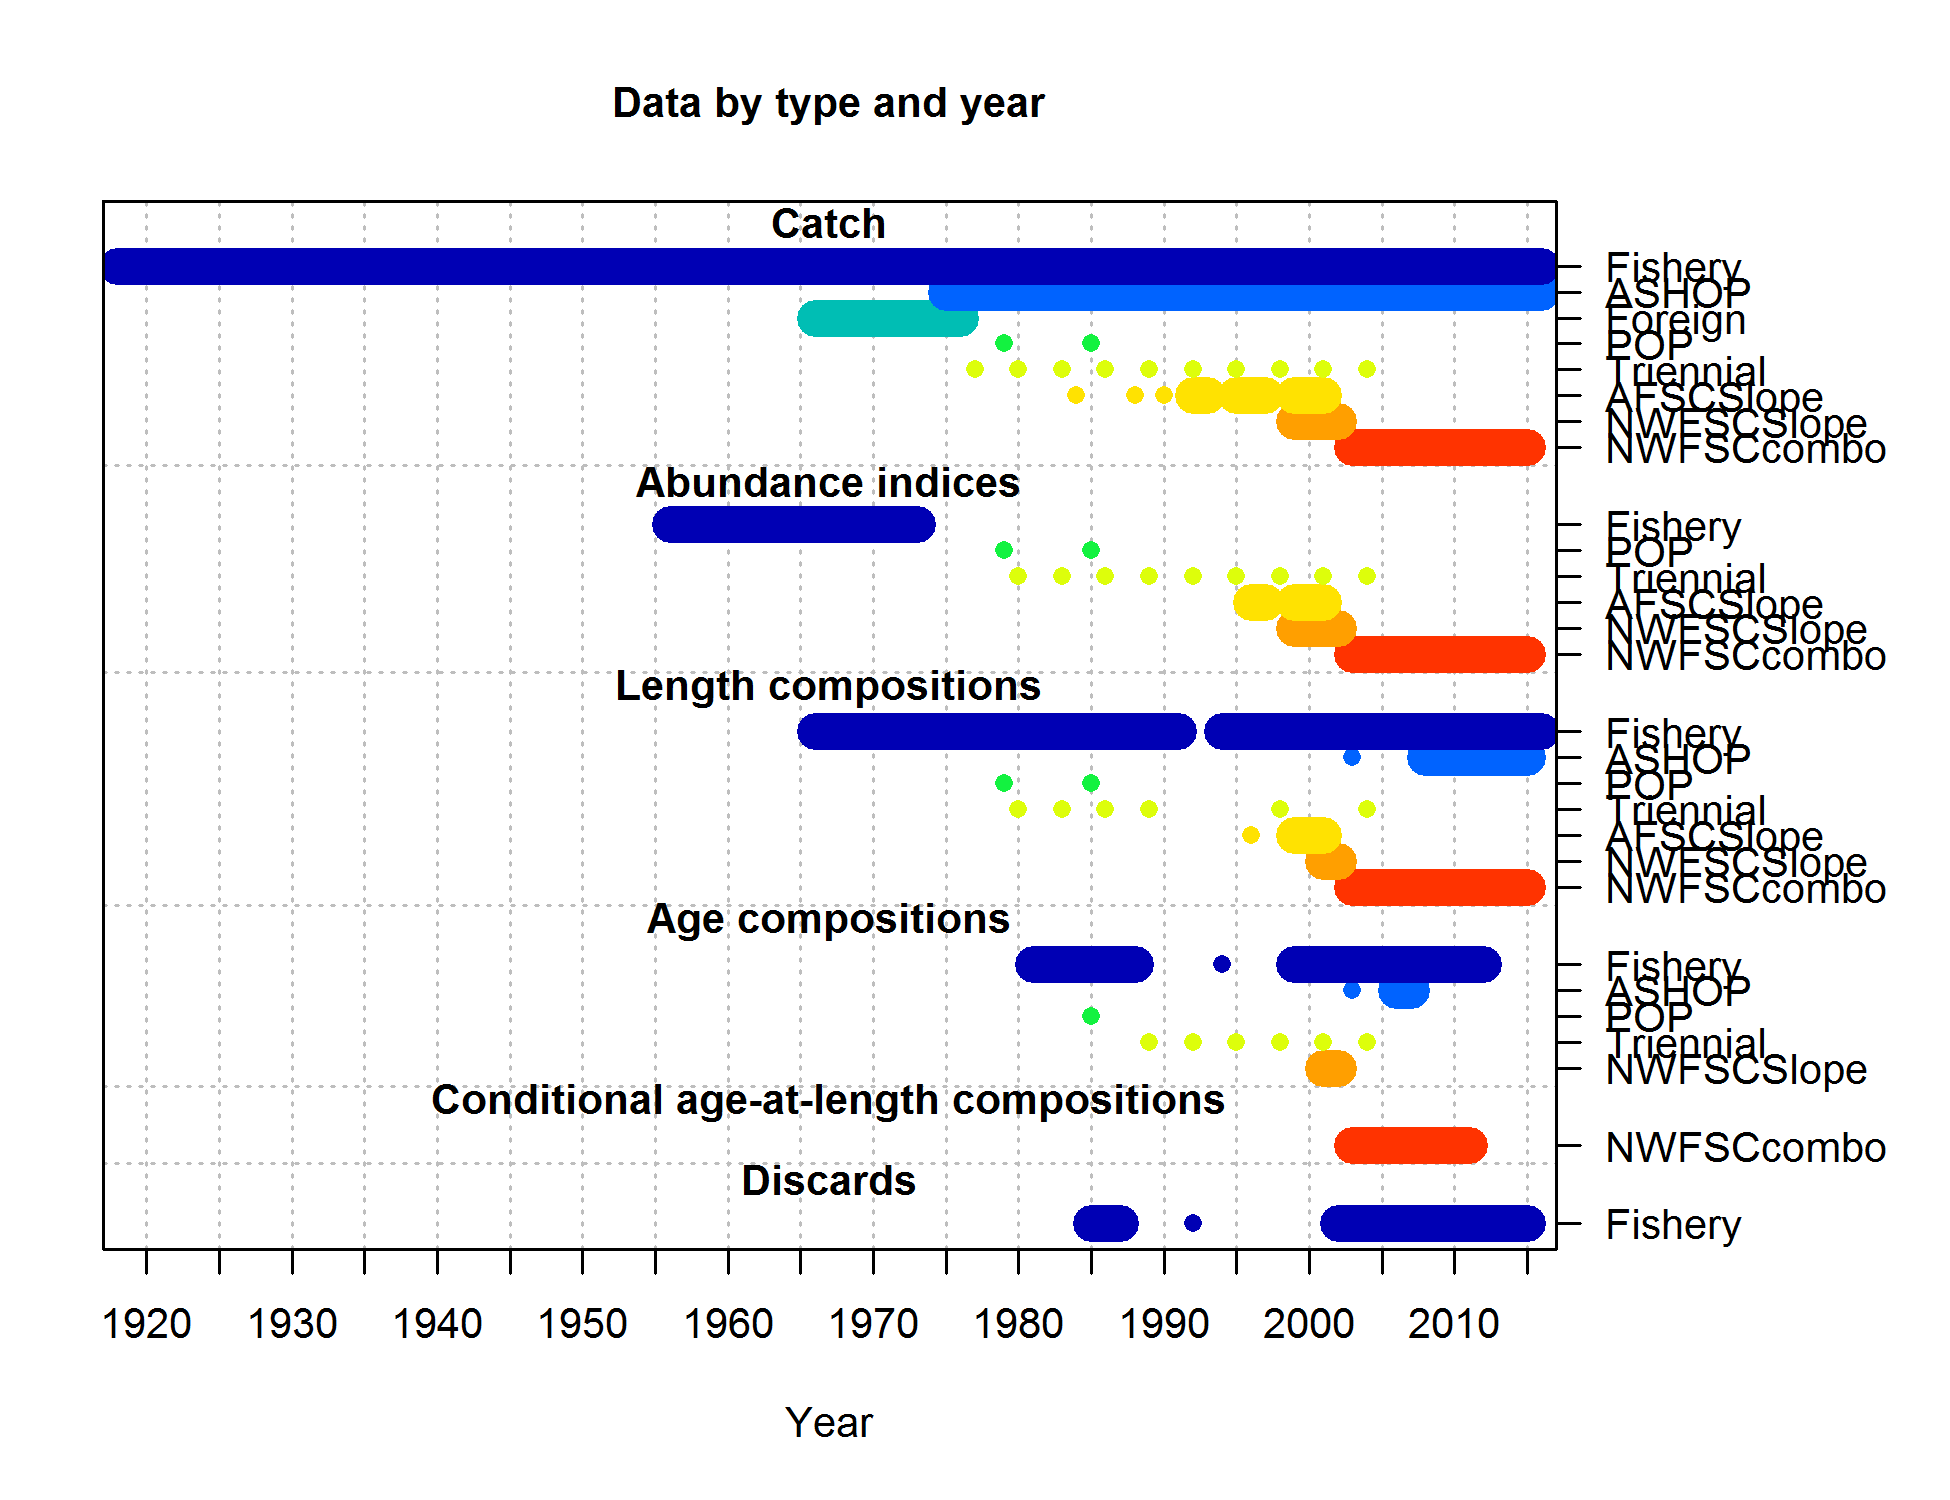 Data by type and year
Catch
Fishery
ASHOP
Foreign
POP
Triennial
AFSCSlope
NWFSCSlope
NWFSCcombo
Abundance indices
Fishery
POP
Triennial
AFSCSlope
NWFSCSlope
NWFSCcombo
Length compositions
Fishery
ASHOP
POP
Triennial
AFSCSlope
NWFSCSlope
NWFSCcombo
Age compositions
Fishery
ASHOP
POP
Triennial
NWFSCSlope
Conditional age-at-length compositions
NWFSCcombo
Discards
Fishery
1920 1930 1940 1950 1960 1970 1980 1990 2000 2010
Year